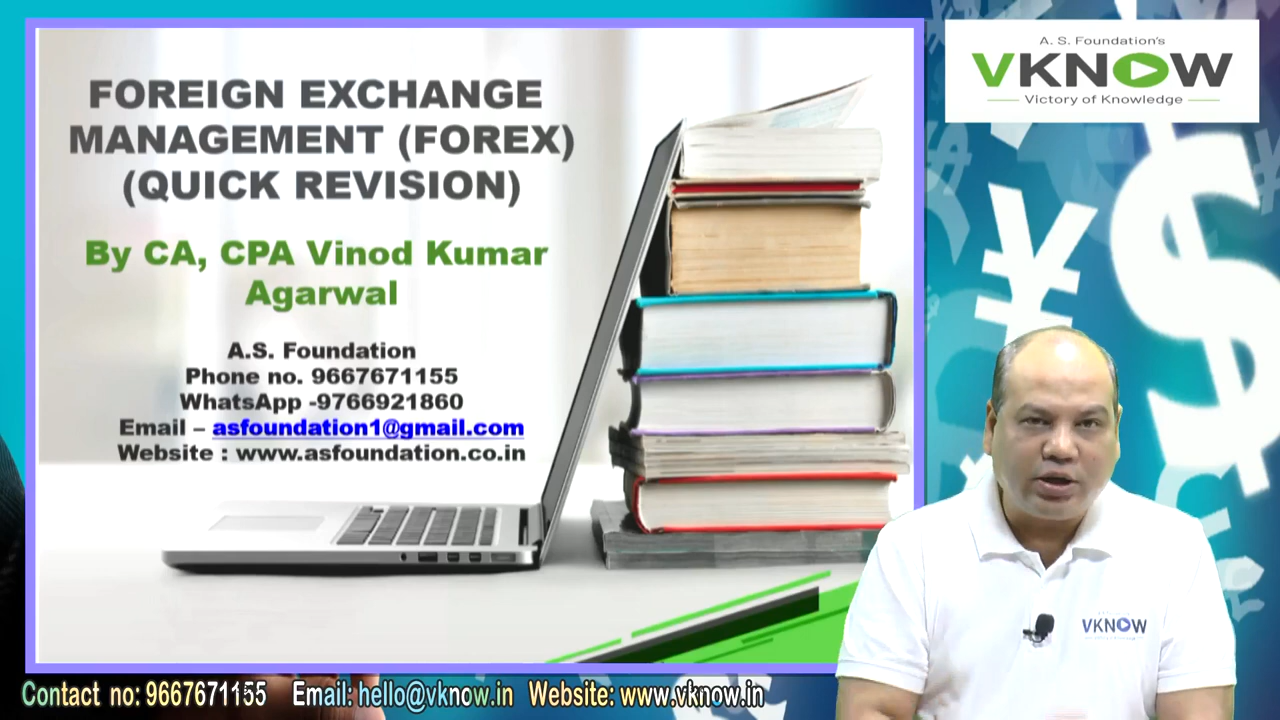 FOREIGN EXCHANGE
MANAGEMENT (FOREX)
(QUICK REVISION)
By CA, CPA Vinod Kumar
Agarwal
A.S. Foundation
Phone no. 9667671155
WhatsApp -9766921860
Email – asfoundation1@gmail.com
Website : www.asfoundation.co.in
A. S. Foundation's
VKNOW
Victory of Knowledge
VKNOW
Contact no: 9667671155 Email: hello@vknow.in Website: www.vknow.in